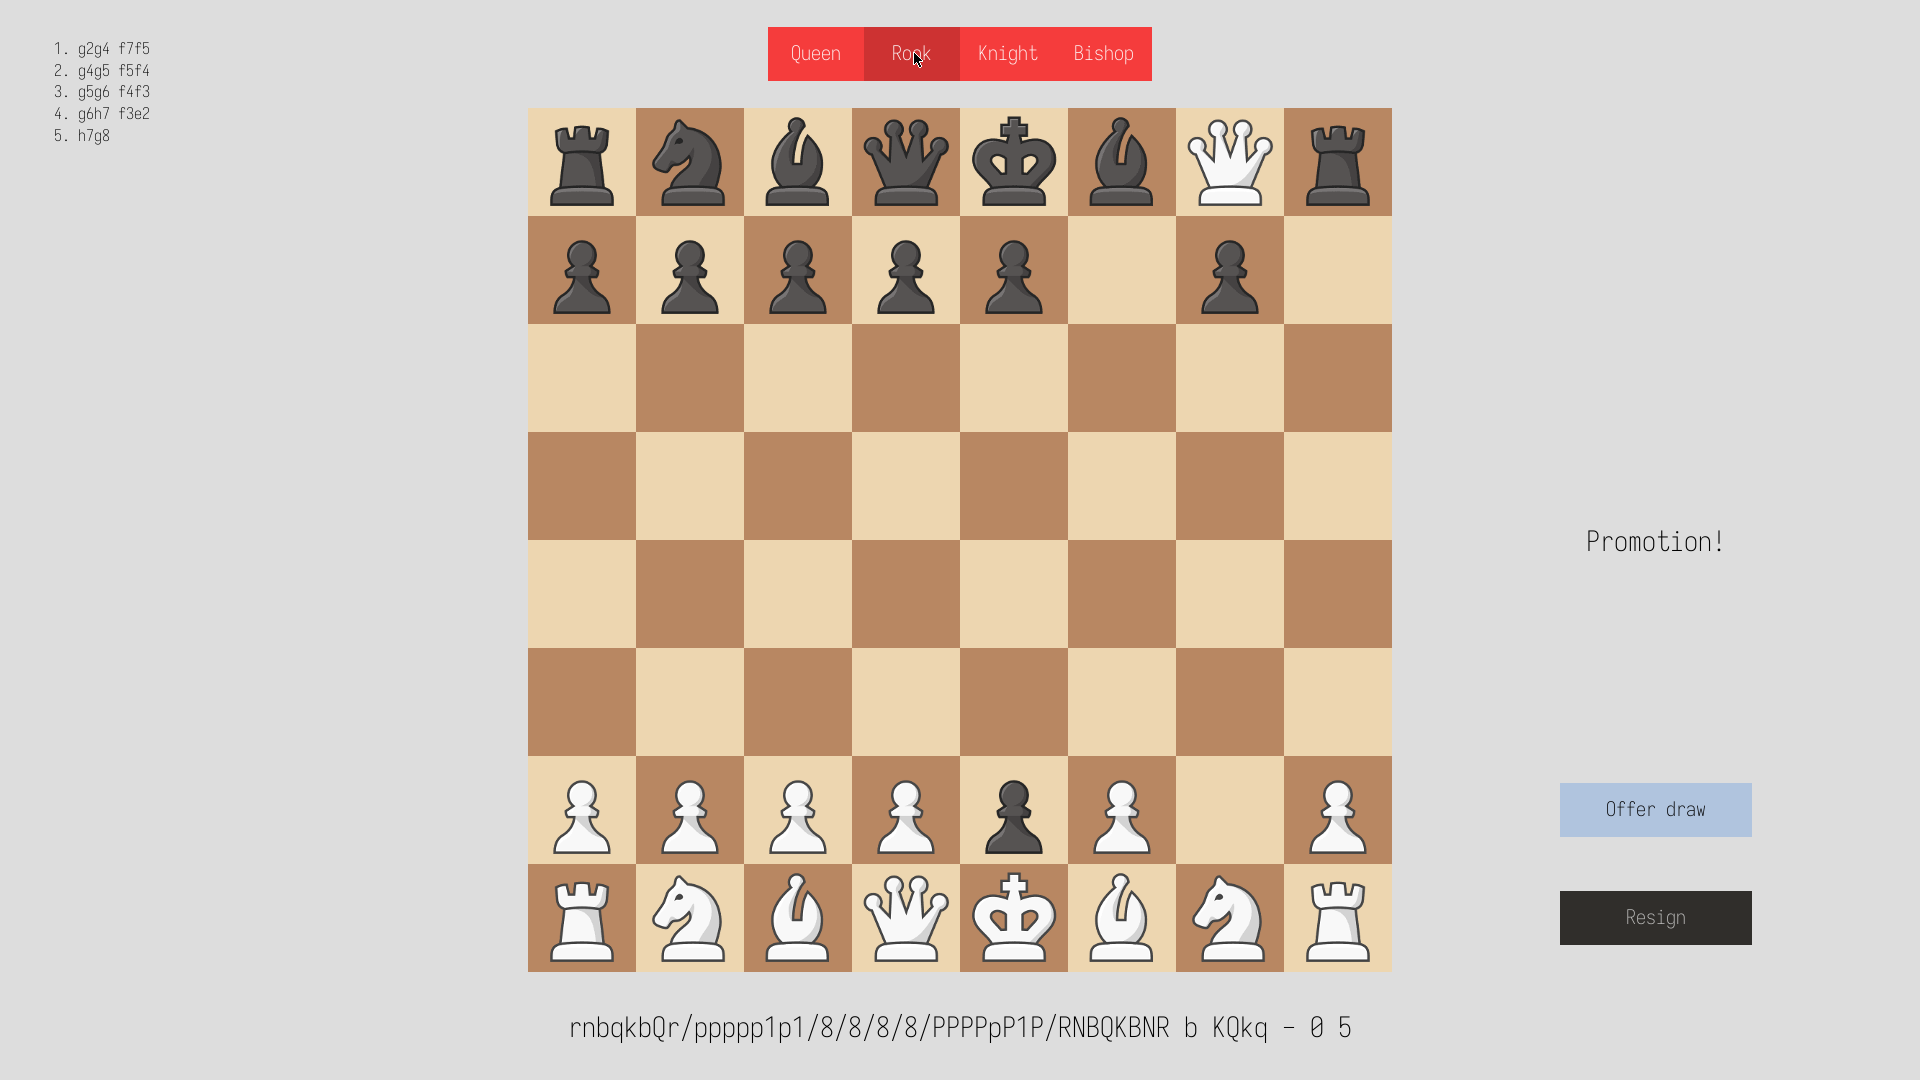 1. g2g4 f7f5
2. g4g5 f5f4
3. g5g6 f4f3
4. g6h7 f3e2
5. h7g8
Queen Rook Knight Bishop
Promotion!
Offer draw
Resign
rnbqkbQr/ppppp1p1/8/8/8/8/PPPPpP1P/RNBQKBNR b KQkq - 0 5